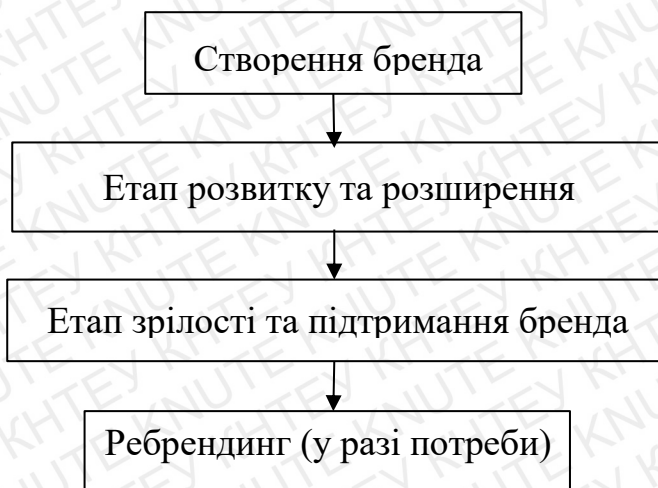 Створення бренда
Етап розвитку та розширення
Етап зрілості та підтримання бренда
Ребрендинг (у разі потреби)